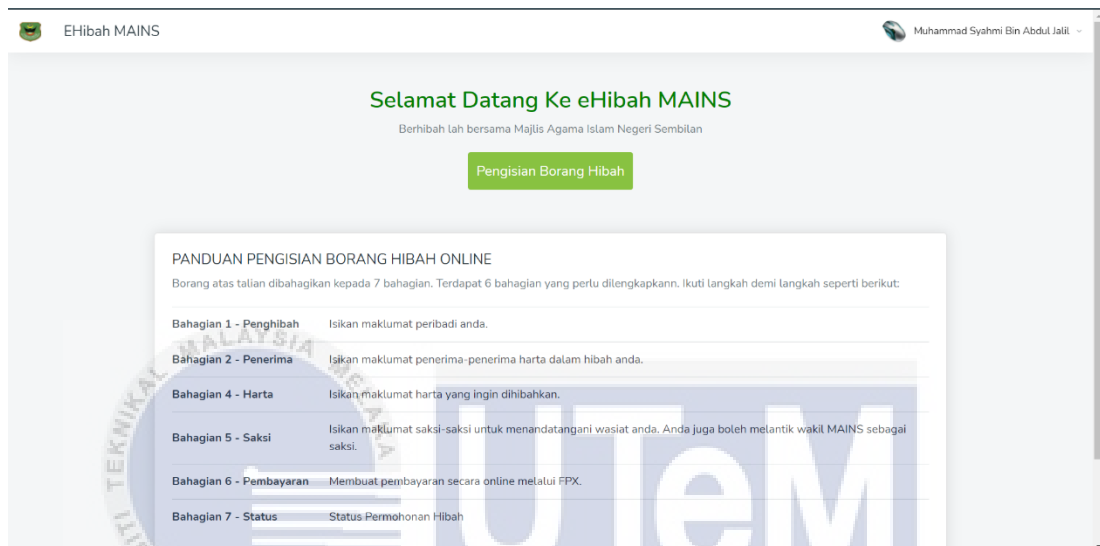 EHibah MAINS
Muhammad Syahmi Bin Abdul Jalil
Selamat Datang Ke eHibah MAINS
Berhibah lah bersama Majlis Agama Islam Negeri Sembilan
Pengisian Borang Hibah
PANDUAN PENGISIAN BORANG HIBAH ONLINE
Borang atas talian dibahagikan kepada 7 bahagian. Terdapat 6 bahagian yang perlu dilengkapkann. Ikuti langkah demi langkah seperti berikut:
Bahagian 1 - Penghibah Isikan maklumat peribadi anda.
Bahagian 2 - Penerima Isikan maklumat penerima-penerima harta dalam hibah anda.
Bahagian 4 - Harta Isikan maklumat harta yang ingin dihibahkan.
Bahagian 5 - Saksi Isikan maklumat saksi-saksi untuk menandatangani wasiat anda. Anda juga boleh melantik wakil MAINS sebagai
saksi.
Bahagian 6 - Pembayaran Membuat pembayaran secara online melalui FPX.
Bahagian 7 - Status Status Permohonan Hibah
TEKNIKAL MALAYSIA MELAKA
UTeM